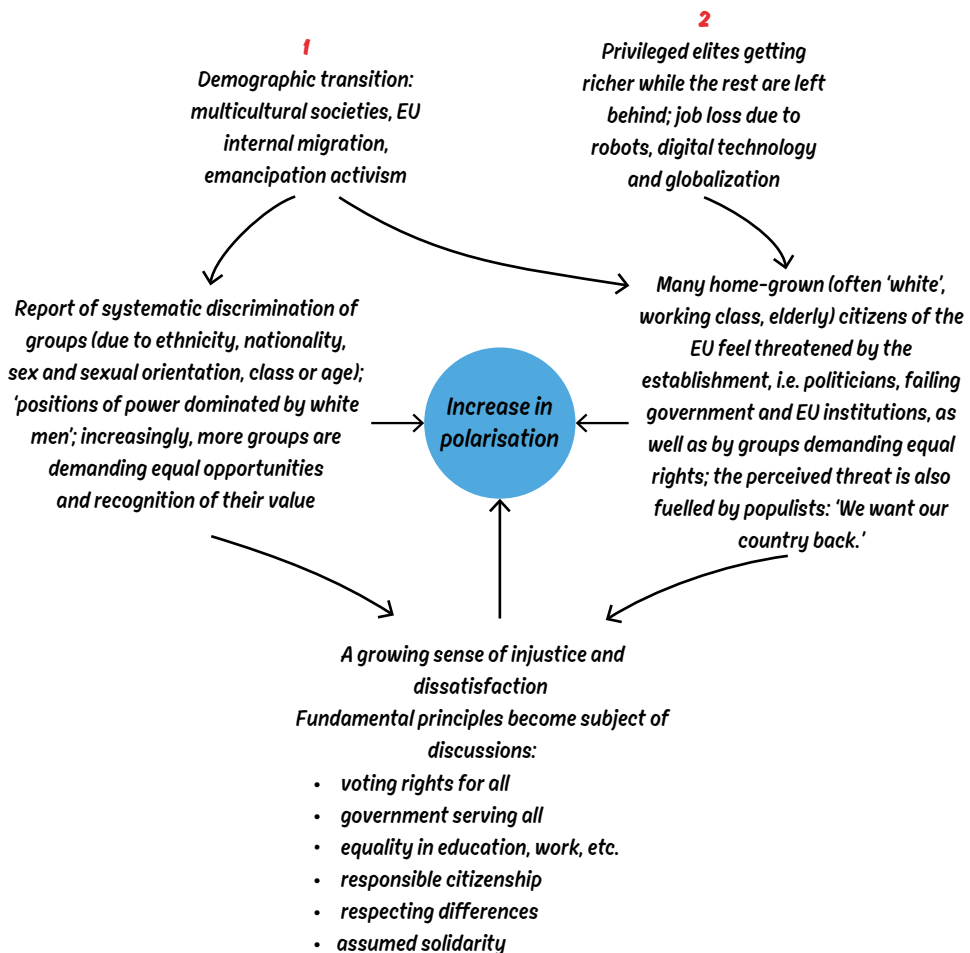 1
Demographic transition:
multicultural societies, EU
internal migration,
emancipation activism
2
Privileged elites getting
richer while the rest are left
behind; job loss due to
robots, digital technology
and globalization
Report of systematic discrimination of
groups (due to ethnicity, nationality,
sex and sexual orientation, class or age);
‘positions of power dominated by white
men’; increasingly, more groups are
demanding equal opportunities
and recognition of their value
Increase in
polarisation
Many home-grown (often ‘white’,
working class, elderly) citizens of the
EU feel threatened by the
establishment, i.e. politicians, failing
government and EU institutions, as
well as by groups demanding equal
rights; the perceived threat is also
fuelled by populists: ‘We want our
country back.’
A growing sense of injustice and
dissatisfaction
Fundamental principles become subject of
discussions:
• voting rights for all
• government serving all
• equality in education, work, etc.
• responsible citizenship
• respecting differences
• assumed solidarity